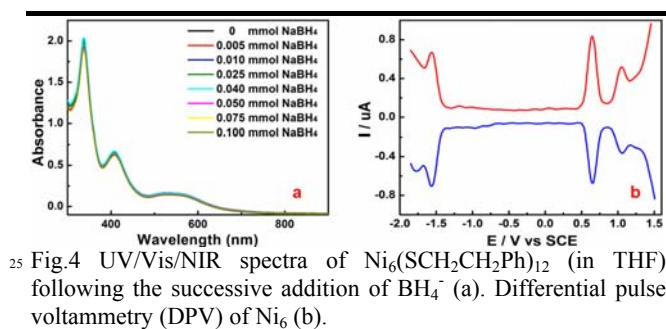 2.0
1.5
1.0
0.5
0.0
Absorbance
0 mmol NaBH₄
0.005 mmol NaBH₄
0.010 mmol NaBH₄
0.025 mmol NaBH₄
0.040 mmol NaBH₄
0.050 mmol NaBH₄
0.075 mmol NaBH₄
0.100 mmol NaBH₄
a
400 600 800
Wavelength (nm)
0.8
0.4
0.0
-0.4
-0.8
I / uA
b
-2.0 -1.5 -1.0 -0.5 0.0 0.5 1.0 1.5
E / V vs SCE
25 Fig.4 UV/Vis/NIR spectra of Ni₆(SCH₂CH₂Ph)₁₂ (in THF)
following the successive addition of BH₄⁻ (a). Differential pulse
voltammetry (DPV) of Ni₆ (b).